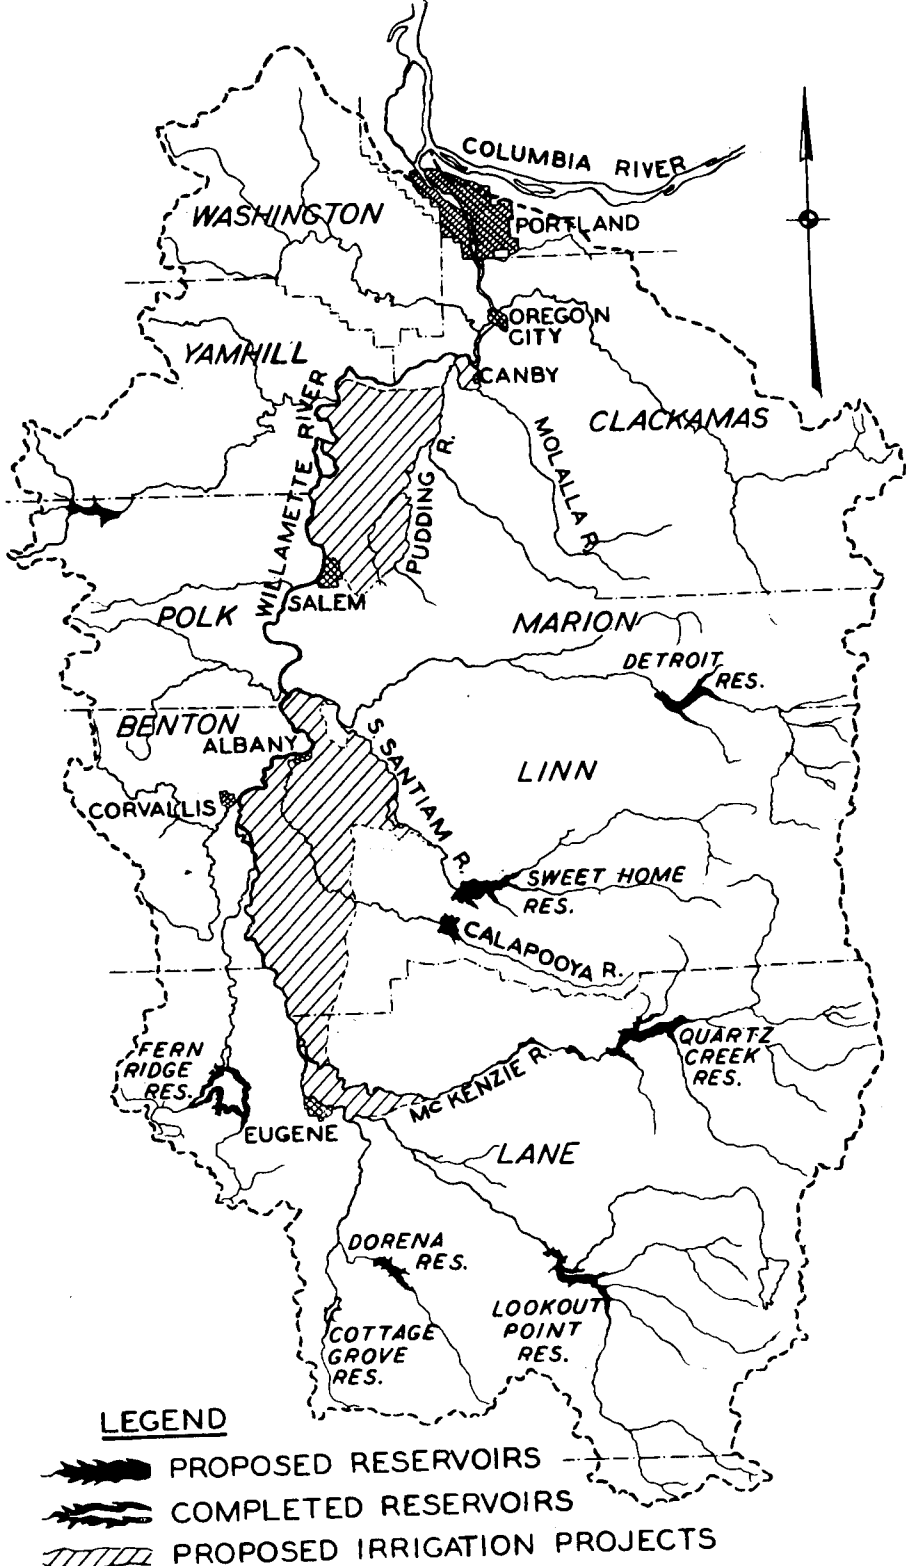 COLUMBIA RIVER
WASHINGTON
PORTLAND
OREGON
CITY
YAMHILL
CANBY
WILLAMETTE RIVER
CLACKAMAS
MOLALLA R.
PUDDING R.
SALEM
POLK
MARION
DETROIT
RES.
BENTON
ALBANY
S. SANTIAM R.
LINN
CORVALLIS
SWEET HOME
RES.
CALAPOOYA R.
FERN
RIDGE
RES.
QUARTZ
CREEK
RES.
McKENZIE R.
EUGENE
LANE
DORENA
RES.
LOOKOUT
POINT
RES.
COTTAGE
GROVE
RES.
LEGEND
PROPOSED RESERVOIRS
COMPLETED RESERVOIRS
PROPOSED IRRIGATION PROJECTS